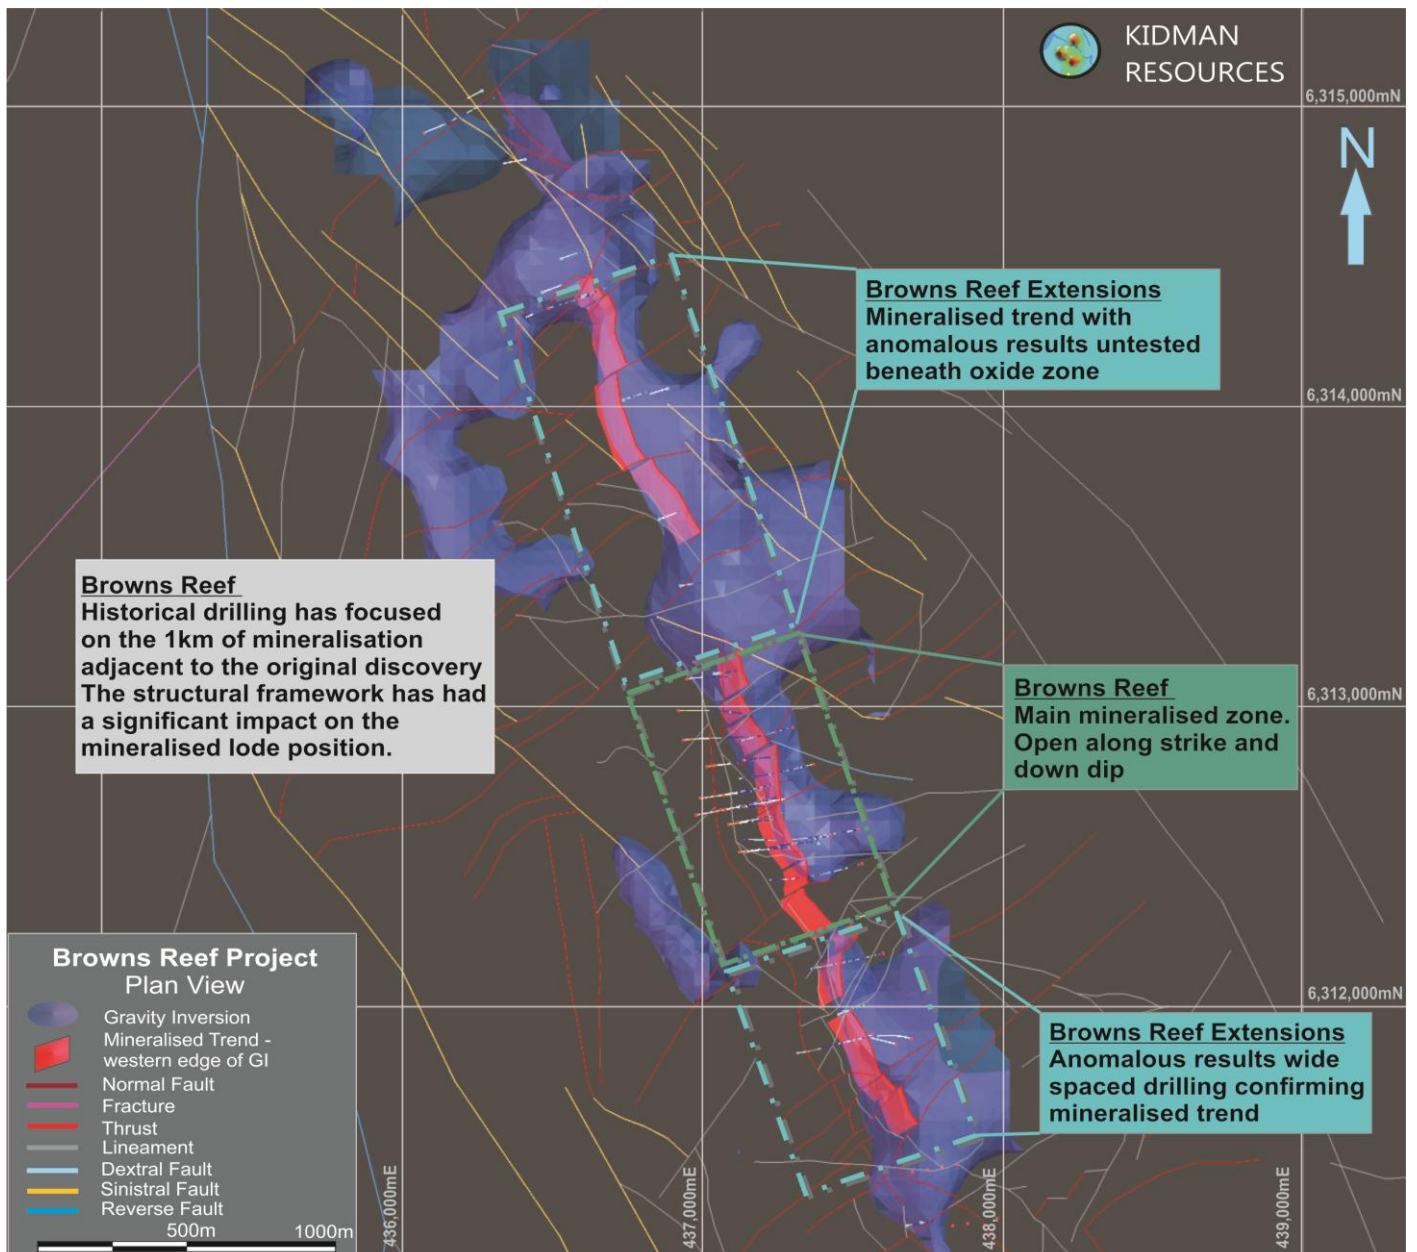 KIDMAN
RESOURCES
6,315,000mN
N
Browns Reef Extensions
Mineralised trend with
anomalous results untested
beneath oxide zone
6,314,000mN
Browns Reef
Historical drilling has focused
on the 1km of mineralisation
adjacent to the original discovery
The structural framework has had
a significant impact on the
mineralised lode position.
Browns Reef
Main mineralised zone.
Open along strike and
down dip
6,313,000mN
6,312,000mN
Browns Reef Extensions
Anomalous results wide
spaced drilling confirming
mineralised trend
Browns Reef Project
Plan View
Gravity Inversion
Mineralised Trend -
western edge of GI
Normal Fault
Fracture
Thrust
Lineament
Dextral Fault
Sinistral Fault
Reverse Fault
500m
1000m
436,000mE
437,000mE
438,000mE
439,000mE